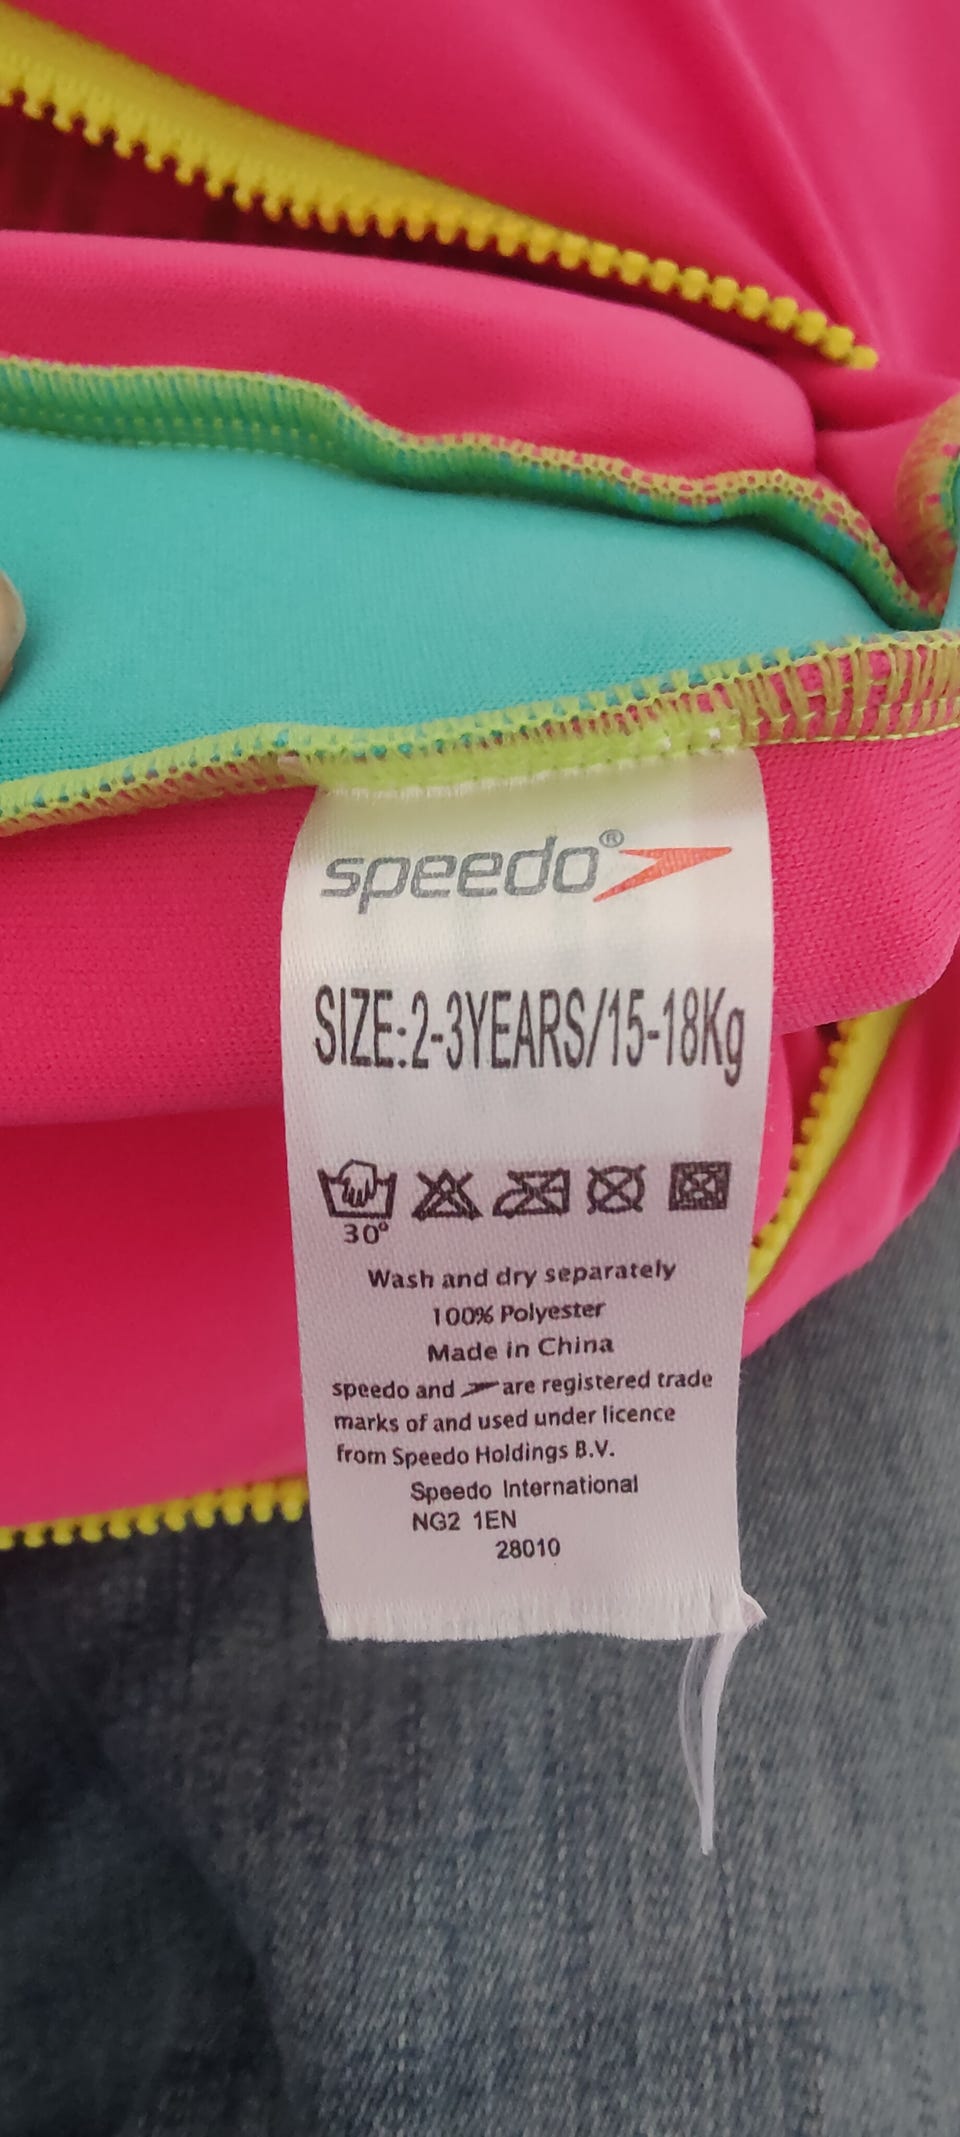 speedo®
SIZE:2-3YEARS/15-18Kg
30°
Wash and dry separately
100% Polyester
Made in China
speedo and are registered trade
marks of and used under licence
from Speedo Holdings B.V.
Speedo International
NG2 1EN
28010